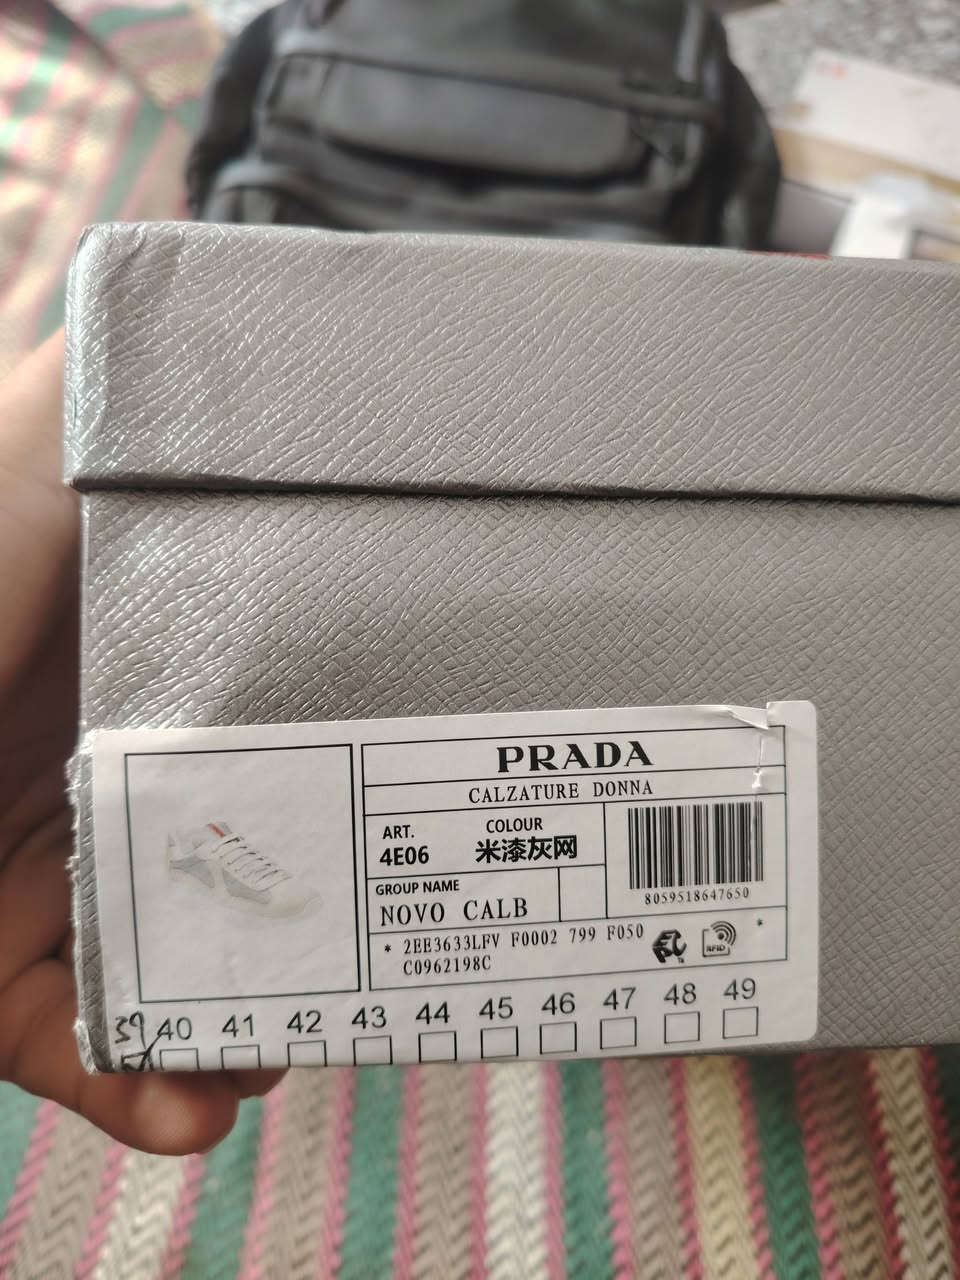 PRADA
CALZATURE DONNA
ART. COLOUR
4E06 米漆灰网
GROUP NAME
NOVO CALB
8059518647650
* 2EE3633LFV F0002 799 F050 *
C0962198C
RFID
39 40 41 42 43 44 45 46 47 48 49